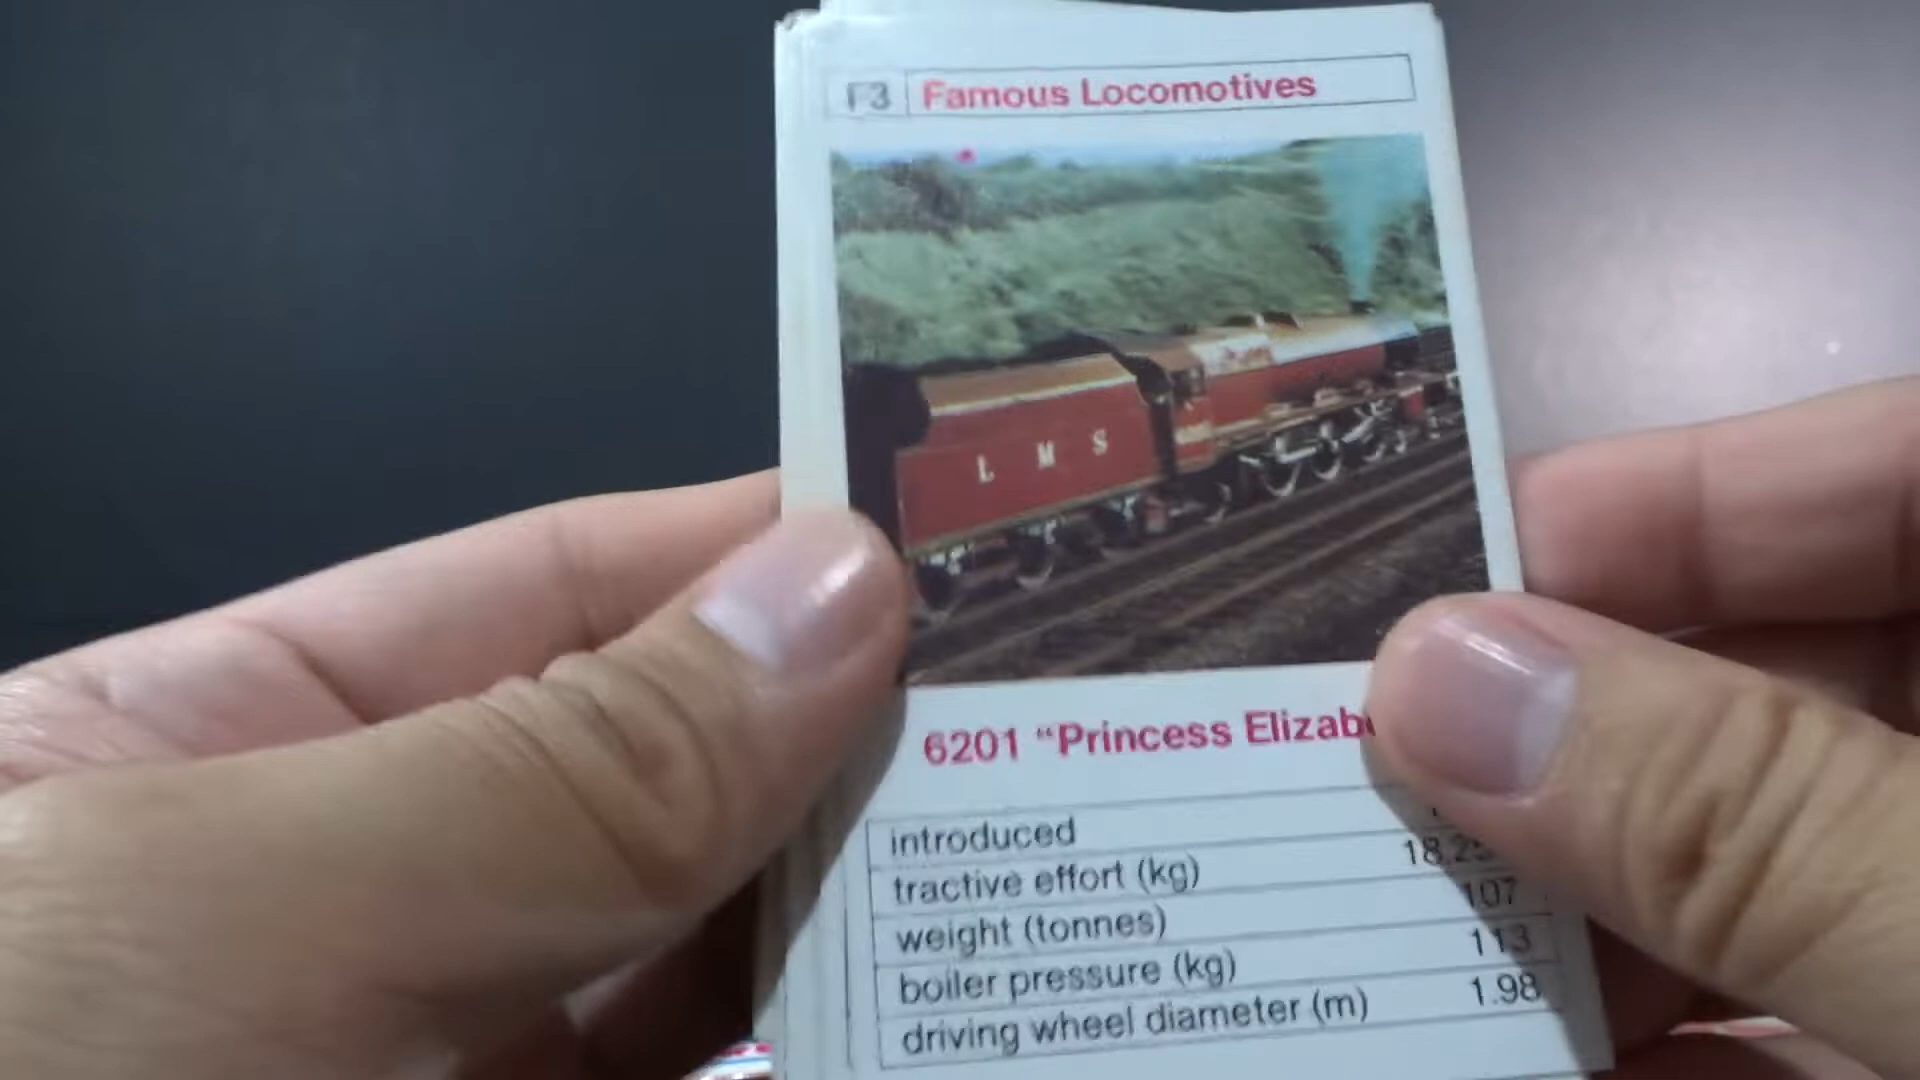 F3 Famous Locomotives
L M S
6201 “Princess Elizab
introduced
tractive effort (kg) 18.25
weight (tonnes) 107
boiler pressure (kg) 113
driving wheel diameter (m) 1.98